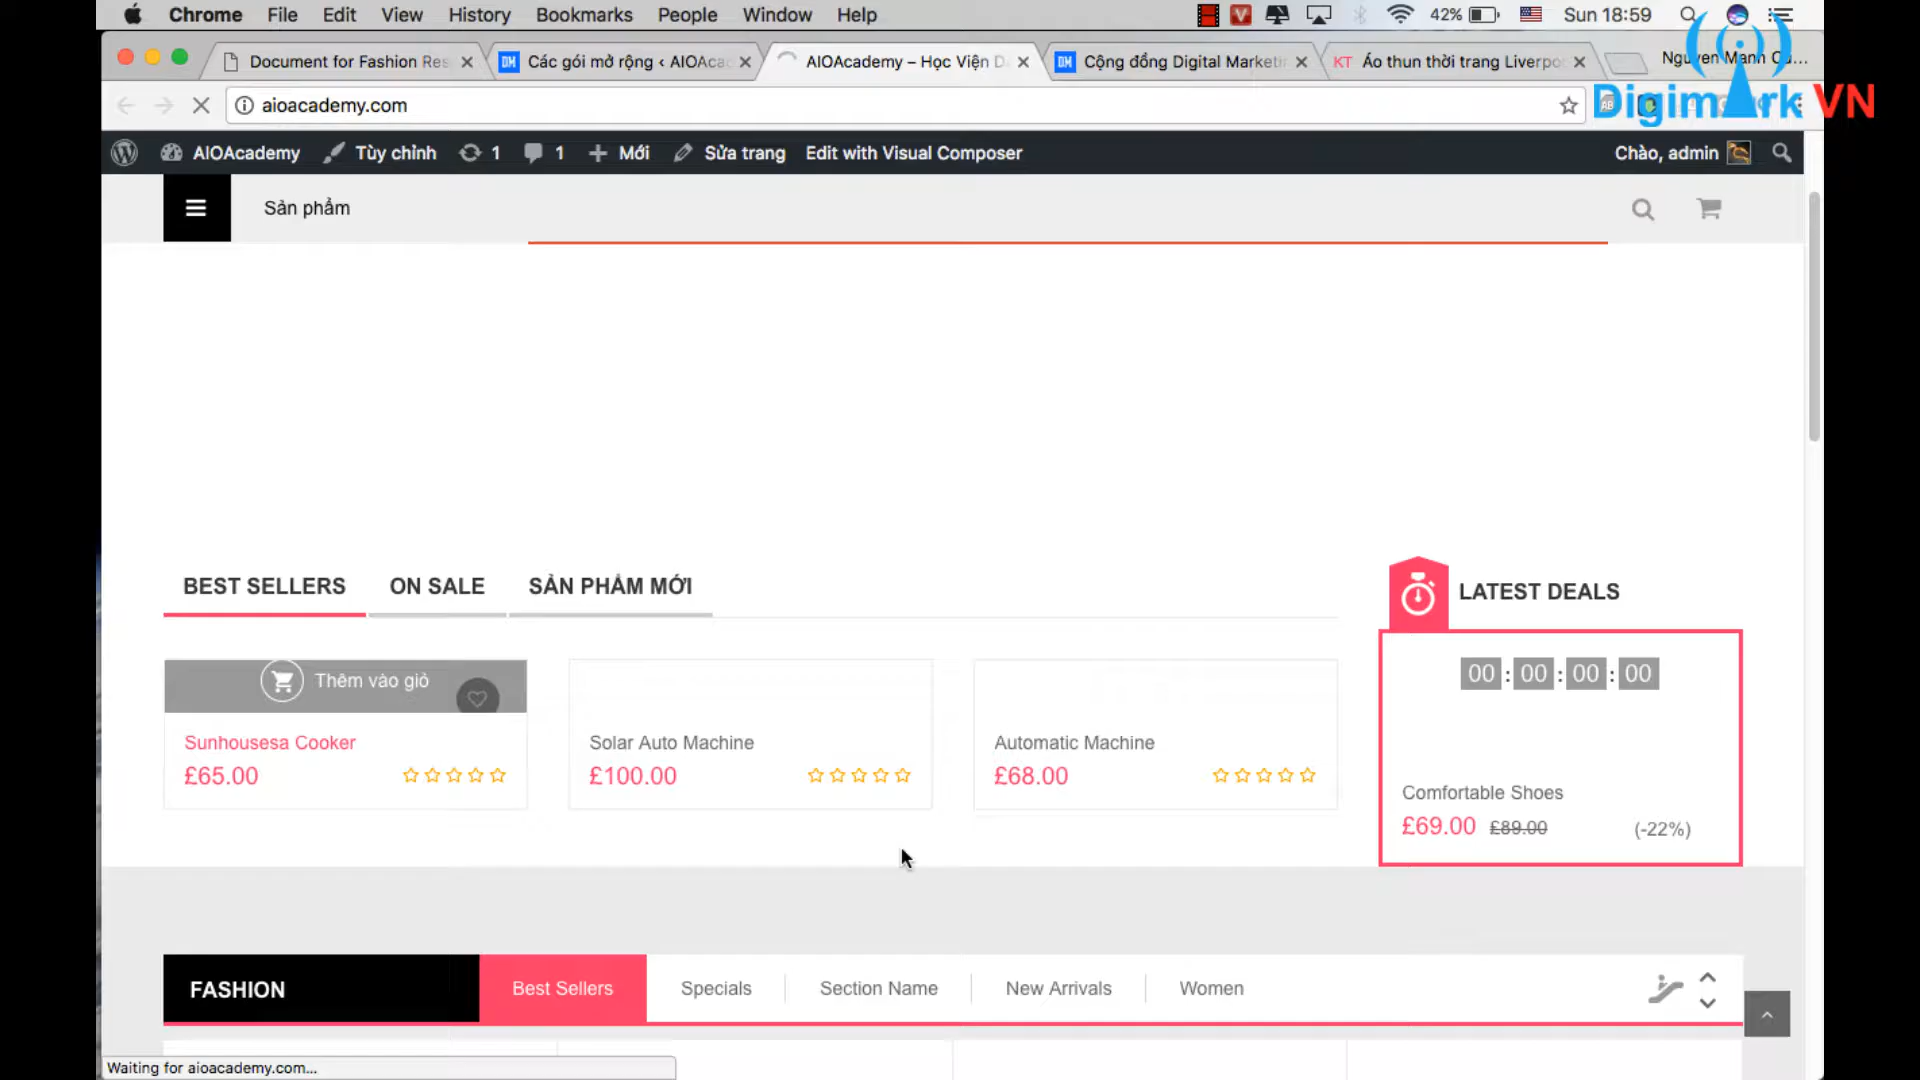 Chrome File Edit View History Bookmarks People Window Help 42% Sun 18:59
Document for Fashion Res Các gói mở rộng ‹ AIOAcad AIOAcademy – Học Viện D Cộng đồng Digital Marketin Áo thun thời trang Liverpo Nguyen Manh Cu...
aioacademy.com
Digimark VN
AIOAcademy Tùy chỉnh 1 1 Mới Sửa trang Edit with Visual Composer Chào, admin
Sản phẩm
BEST SELLERS ON SALE SẢN PHẨM MỚI
LATEST DEALS
00 : 00 : 00 : 00
Thêm vào giỏ
Sunhousesa Cooker
£65.00
Solar Auto Machine
£100.00
Automatic Machine
£68.00
Comfortable Shoes
£69.00 £89.00 (-22%)
FASHION Best Sellers Specials Section Name New Arrivals Women
Waiting for aioacademy.com...